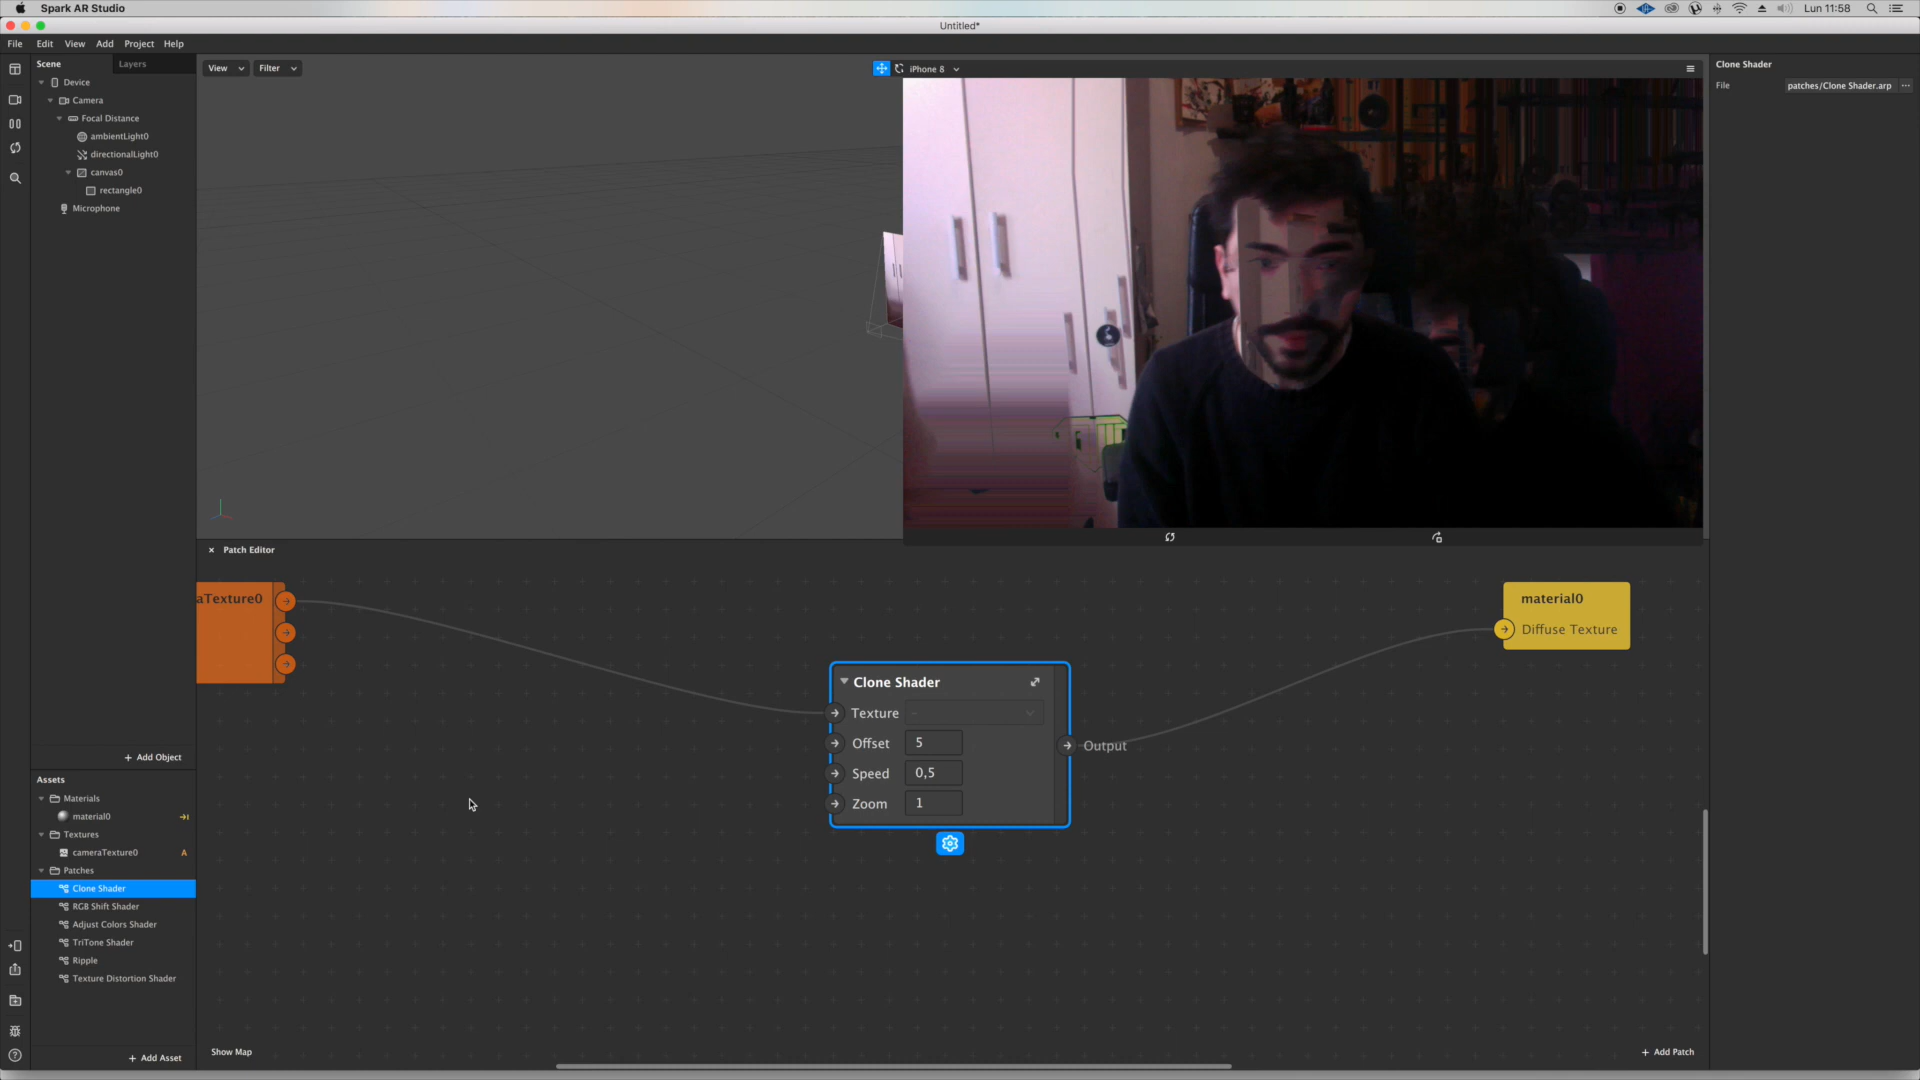 Spark AR Studio
Lun 11:58
Untitled*
File Edit View Add Project Help
Scene Layers
Device
Camera
Focal Distance
ambientLight0
directionalLight0
canvas0
rectangle0
Microphone
+ Add Object
View Filter
iPhone 8
Clone Shader
File patches/Clone Shader.arp ...
× Patch Editor
aTexture0
Clone Shader
Texture -
Offset 5
Speed 0,5
Zoom 1
Output
material0
Diffuse Texture
Assets
Materials
material0
Textures
cameraTexture0 A
Patches
Clone Shader
RGB Shift Shader
Adjust Colors Shader
TriTone Shader
Ripple
Texture Distortion Shader
+ Add Asset
Show Map
+ Add Patch